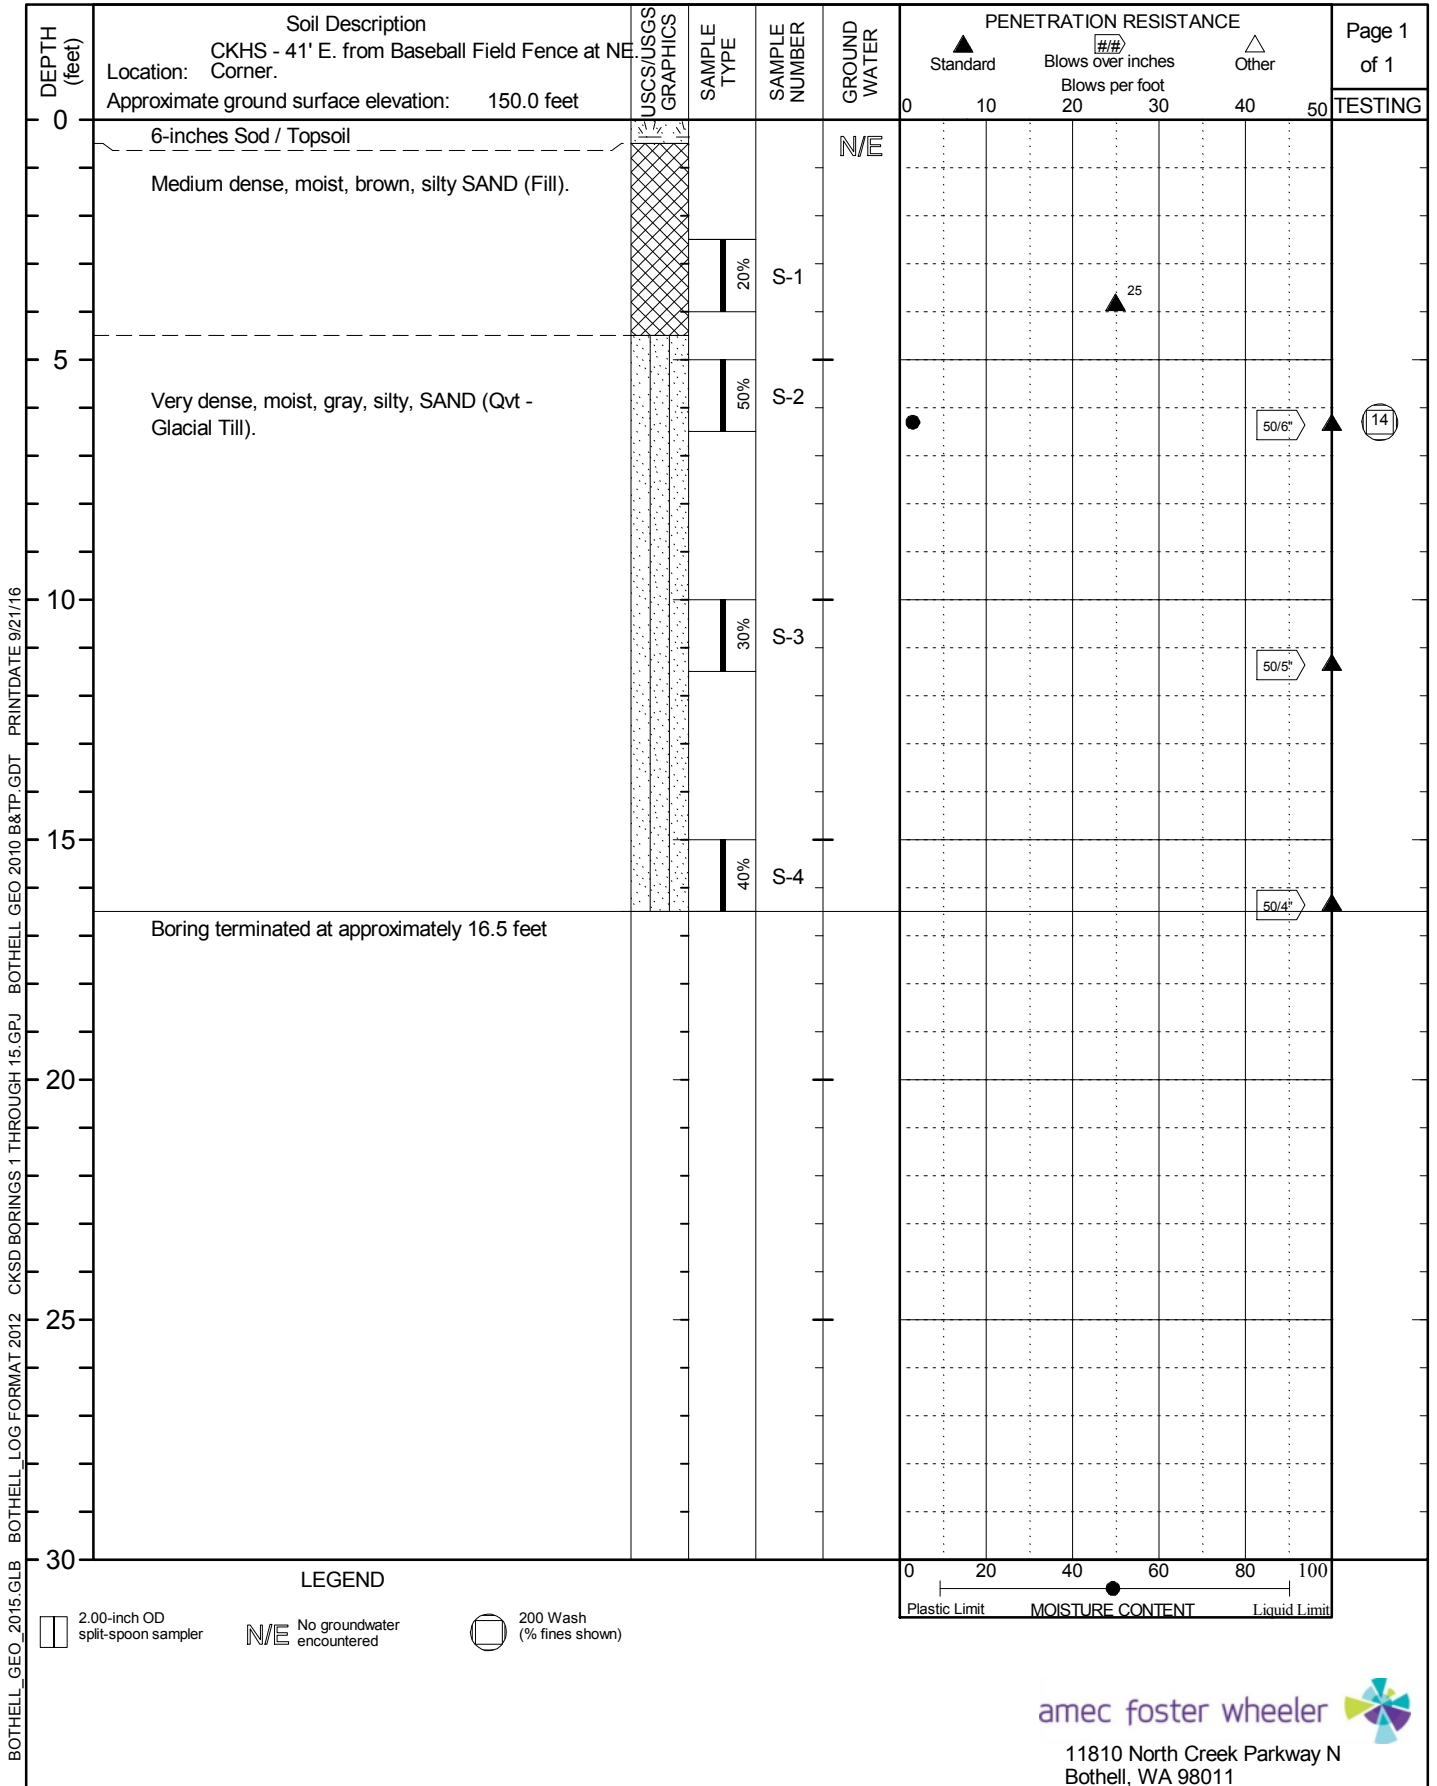 DEPTH
(feet)
Soil Description
Location: CKHS - 41' E. from Baseball Field Fence at NE.
Corner.
Approximate ground surface elevation: 150.0 feet
USCS/USGS
GRAPHICS
SAMPLE
TYPE
SAMPLE
NUMBER
GROUND
WATER
PENETRATION RESISTANCE
Standard
#/#
Blows over inches
Other
Blows per foot
0 10 20 30 40 50
Page 1
of 1
TESTING
0
6-inches Sod / Topsoil
N/E
Medium dense, moist, brown, silty SAND (Fill).
20%
S-1
25
5
50%
S-2
Very dense, moist, gray, silty, SAND (Qvt -
Glacial Till).
50/6"
14
10
30%
S-3
50/5"
15
40%
S-4
50/4"
Boring terminated at approximately 16.5 feet
20
25
30
0 20 40 60 80 100
Plastic Limit
MOISTURE CONTENT
Liquid Limit
LEGEND
2.00-inch OD
split-spoon sampler
N/E
No groundwater
encountered
200 Wash
(% fines shown)
BOTHELL_GEO_2015.GLB BOTHELL_LOG FORMAT 2012 CKSD BORINGS 1 THROUGH 15.GPJ BOTHELL GEO 2010 B&TP.GDT PRINTDATE 9/21/16
amec foster wheeler
11810 North Creek Parkway N
Bothell, WA 98011